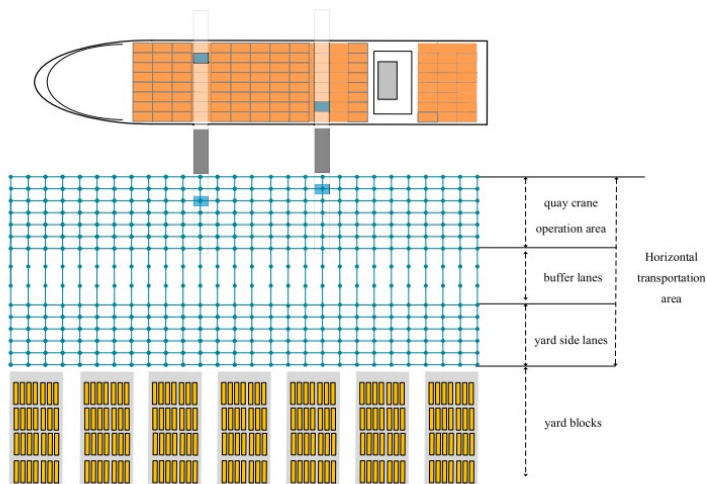 quay crane
operation area
buffer lanes
Horizontal
transportation
area
yard side lanes
yard blocks